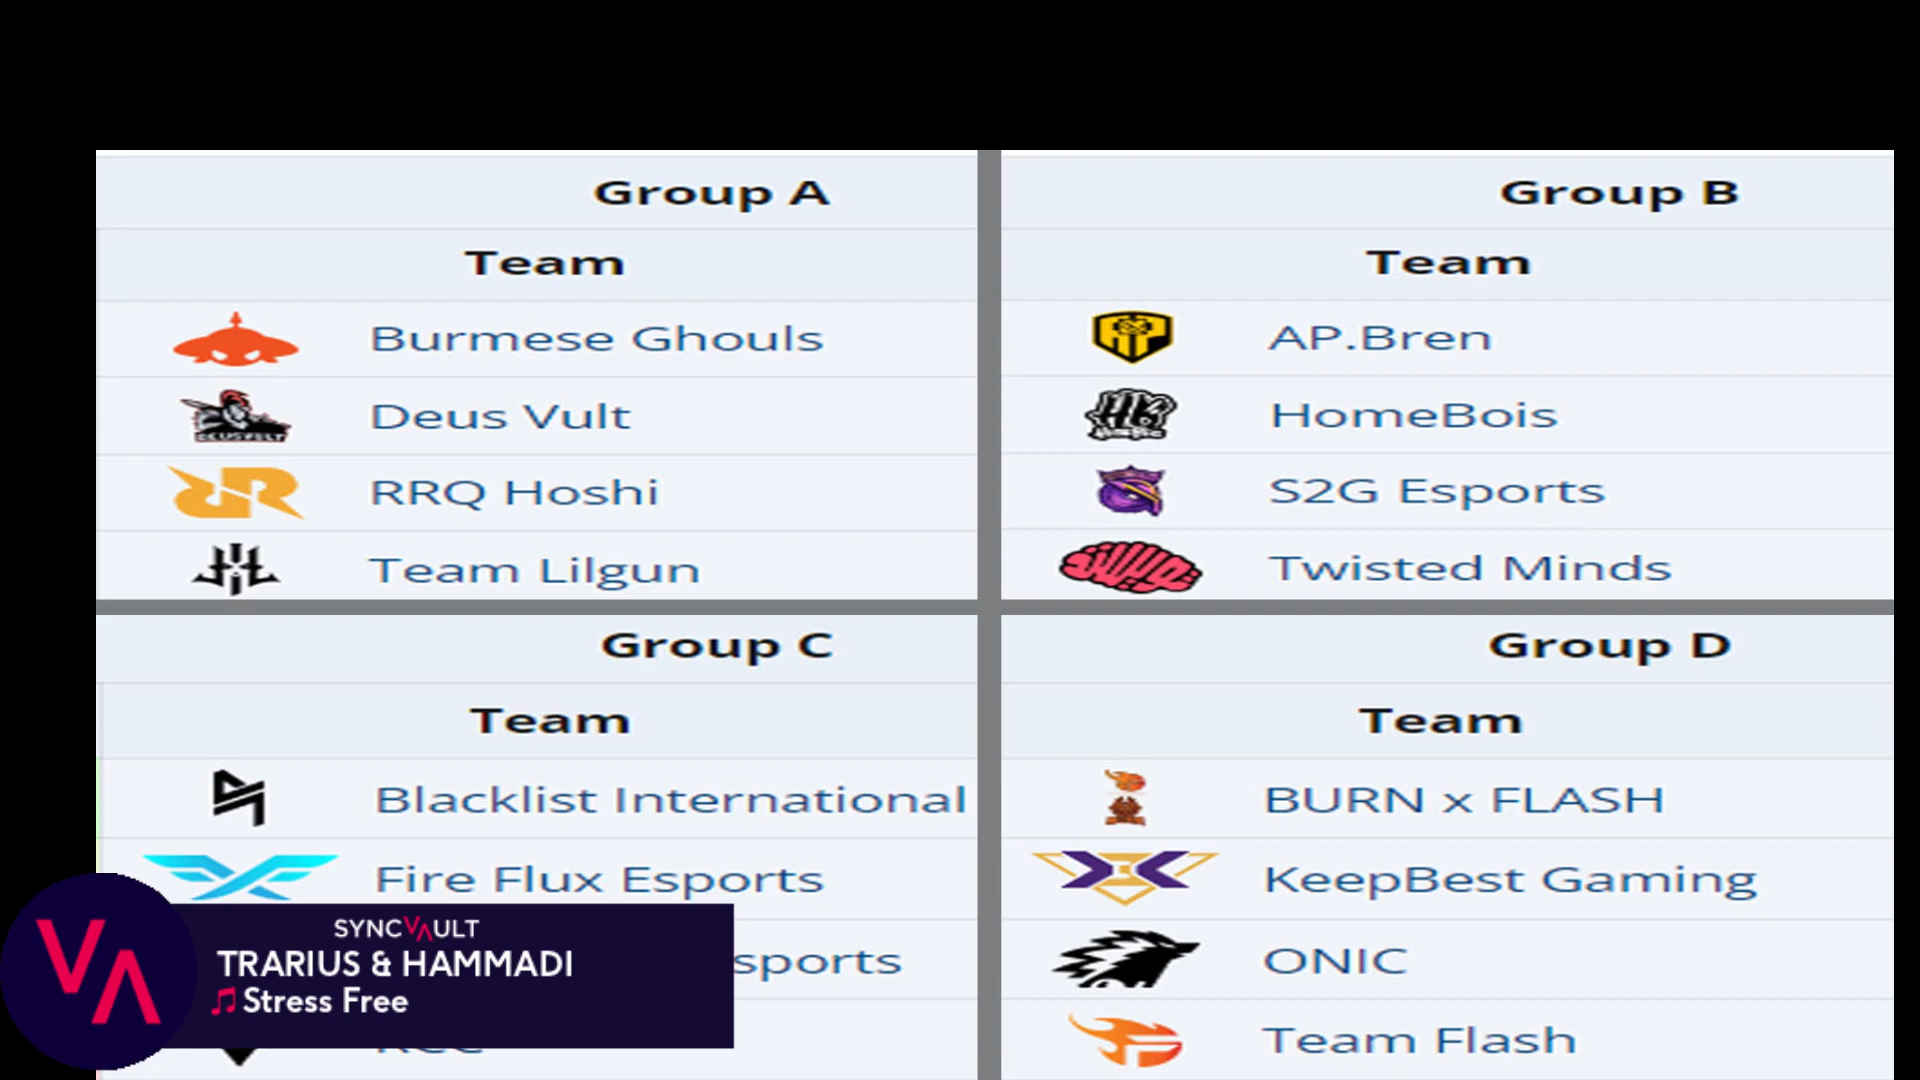 Group A
Team
Burmese Ghouls
Deus Vult
RRQ Hoshi
Team Lilgun
Group B
Team
AP.Bren
HomeBois
S2G Esports
Twisted Minds
Group C
Team
Blacklist International
Fire Flux Esports
sports
Group D
Team
BURN x FLASH
KeepBest Gaming
ONIC
Team Flash
SYNCVAULT
TRARIUS & HAMMADI
Stress Free